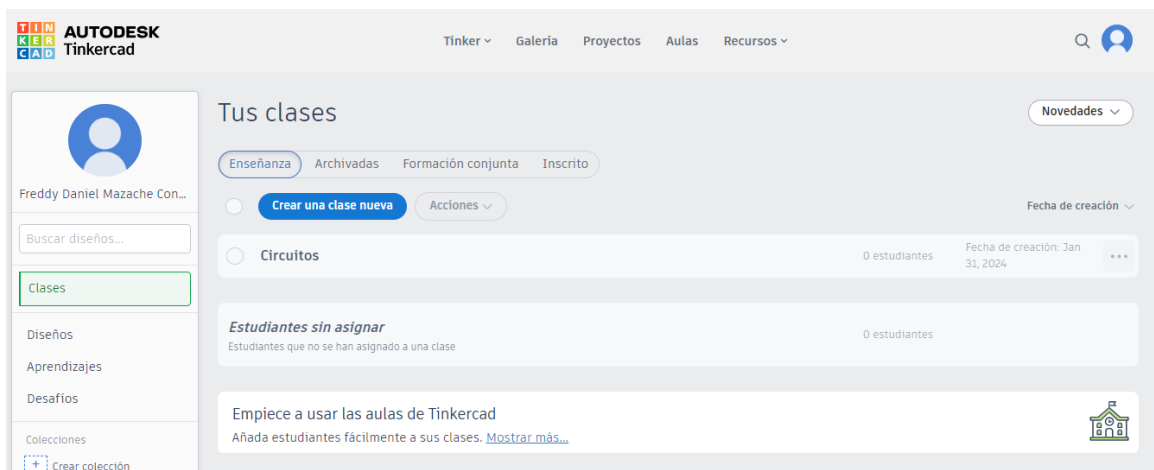 TIN
KER
CAD
AUTODESK
Tinkercad
Tinker
Galería
Proyectos
Aulas
Recursos
Freddy Daniel Mazache Con...
Buscar diseños...
Clases
Diseños
Aprendizajes
Desafíos
Colecciones
+ Crear colección
Tus clases
Novedades
Enseñanza
Archivadas
Formación conjunta
Inscrito
Crear una clase nueva
Acciones
Fecha de creación
Circuitos
0 estudiantes
Fecha de creación: Jan
31, 2024
Estudiantes sin asignar
Estudiantes que no se han asignado a una clase
0 estudiantes
Empiece a usar las aulas de Tinkercad
Añada estudiantes fácilmente a sus clases. Mostrar más...